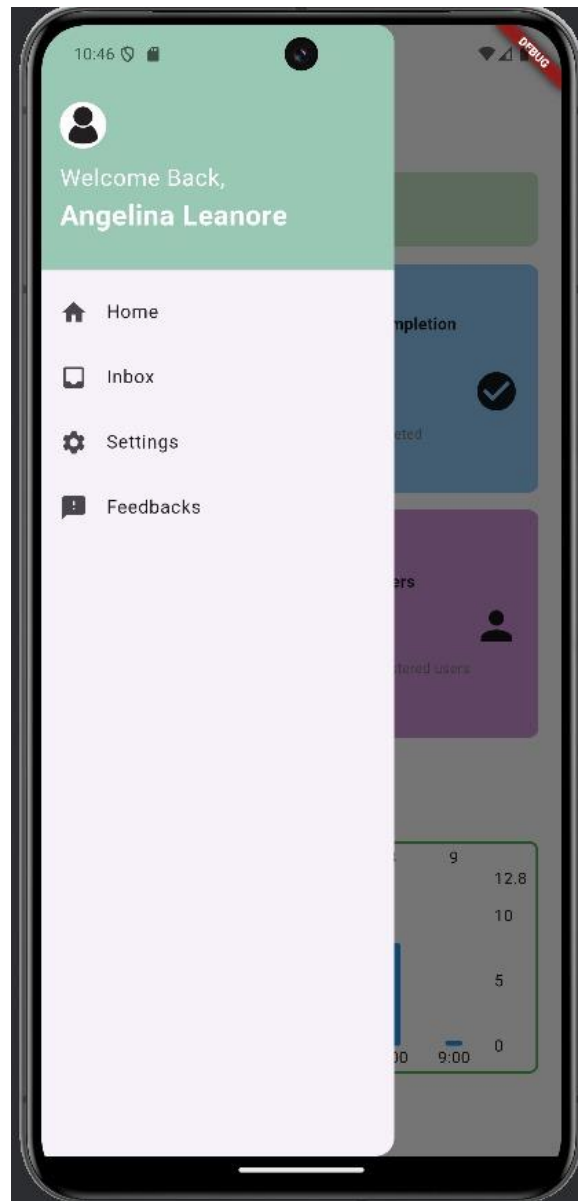 10:46
DEBUG
Welcome Back,
Angelina Leanore
Home
Inbox
Settings
Feedbacks
mpletion
eted
ers
stered users
9
12.8
10
5
0
00
9:00